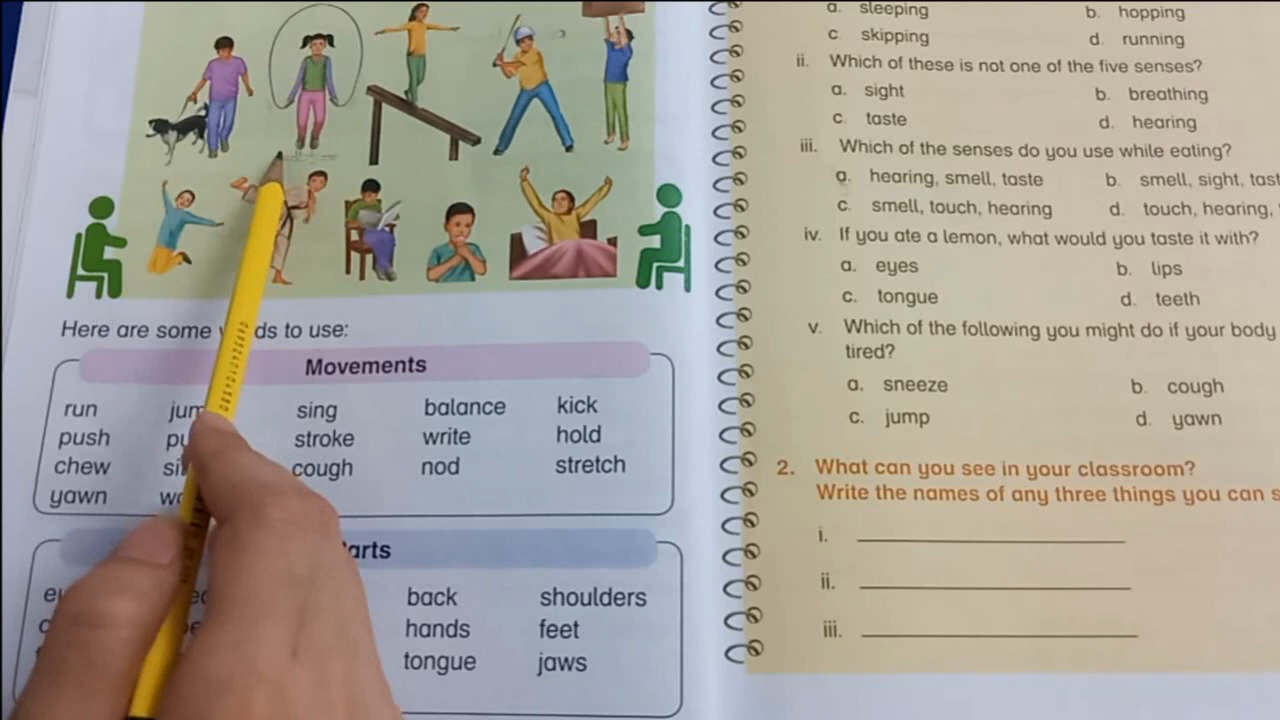 Here are some ds to use:
Movements
run jum sing balance kick
push pu stroke write hold
chew si cough nod stretch
yawn wa
arts
back shoulders
hands feet
tongue jaws
a. sleeping b. hopping
c. skipping d. running
ii. Which of these is not one of the five senses?
a. sight b. breathing
c. taste d. hearing
iii. Which of the senses do you use while eating?
a. hearing, smell, taste b. smell, sight, tast
c. smell, touch, hearing d. touch, hearing,
iv. If you ate a lemon, what would you taste it with?
a. eyes b. lips
c. tongue d. teeth
v. Which of the following you might do if your body
tired?
a. sneeze b. cough
c. jump d. yawn
2. What can you see in your classroom?
Write the names of any three things you can s
i.
ii.
iii.